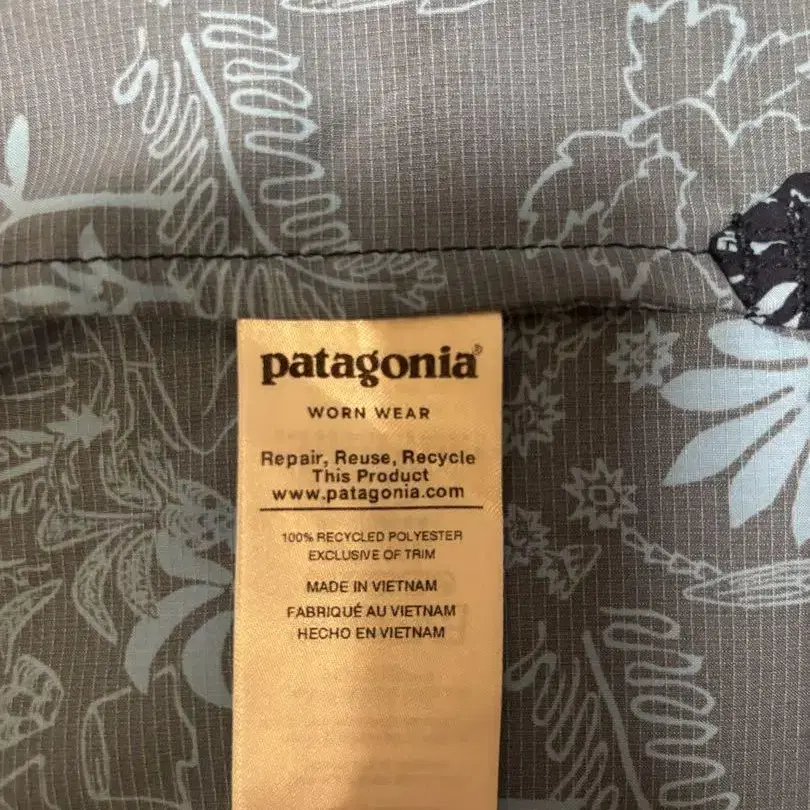 patagonia®
WORN WEAR
Repair, Reuse, Recycle
This Product
www.patagonia.com
100% RECYCLED POLYESTER
EXCLUSIVE OF TRIM
MADE IN VIETNAM
FABRIQUÉ AU VIETNAM
HECHO EN VIETNAM